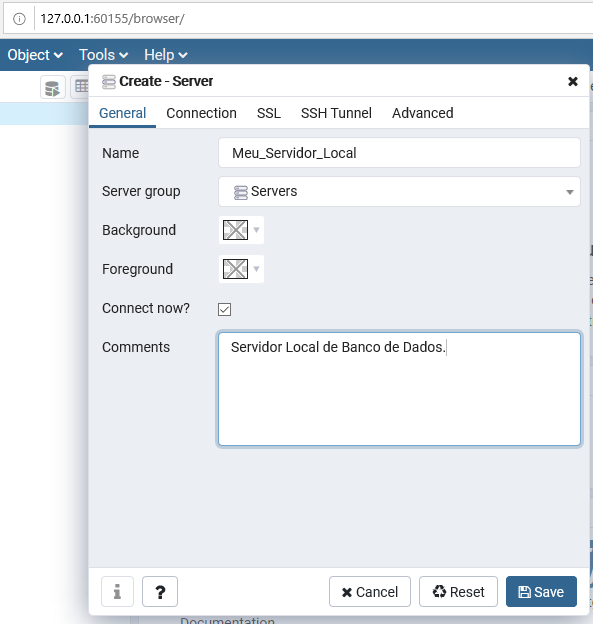 127.0.0.1:60155/browser/
Object Tools Help
Create - Server
General Connection SSL SSH Tunnel Advanced
Name Meu_Servidor_Local
Server group Servers
Background
Foreground
Connect now?
Comments Servidor Local de Banco de Dados.
Cancel Reset Save
Documentation